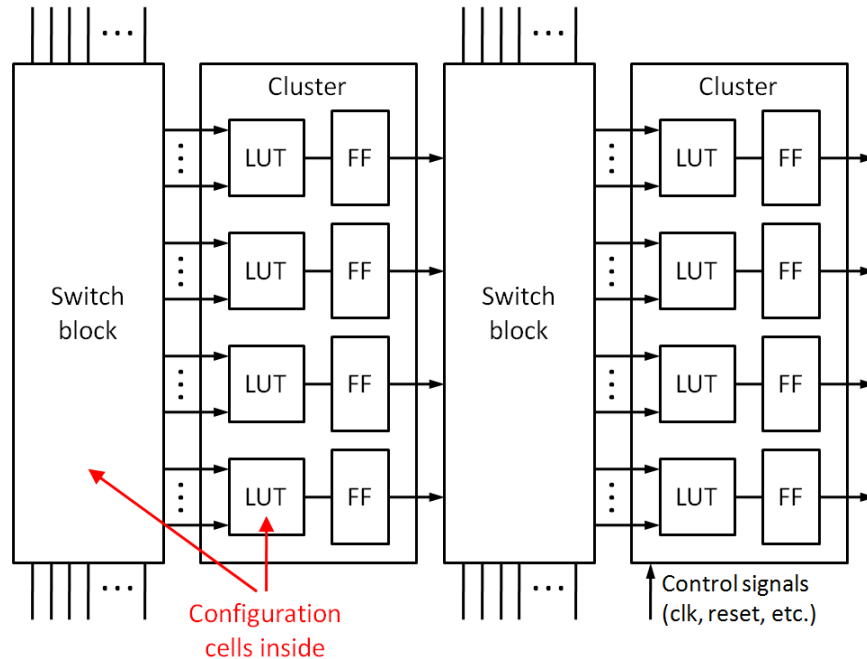 Cluster
LUT
FF
LUT
FF
LUT
FF
LUT
FF
Switch
block
Cluster
LUT
FF
LUT
FF
LUT
FF
LUT
FF
Switch
block
Configuration
cells inside
Control signals
(clk, reset, etc.)